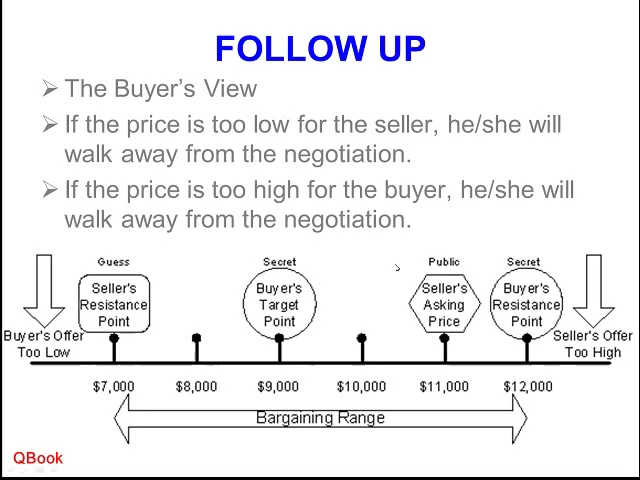 FOLLOW UP
The Buyer's View
If the price is too low for the seller, he/she will
walk away from the negotiation.
If the price is too high for the buyer, he/she will
walk away from the negotiation.
Guess
Secret
Public
Secret
Seller's
Resistance
Point
Buyer's
Target
Point
Seller's
Asking
Price
Buyer's
Resistance
Point
Buyer's Offer
Too Low
Seller's Offer
Too High
$7,000
$8,000
$9,000
$10,000
$11,000
$12,000
Bargaining Range
QBook